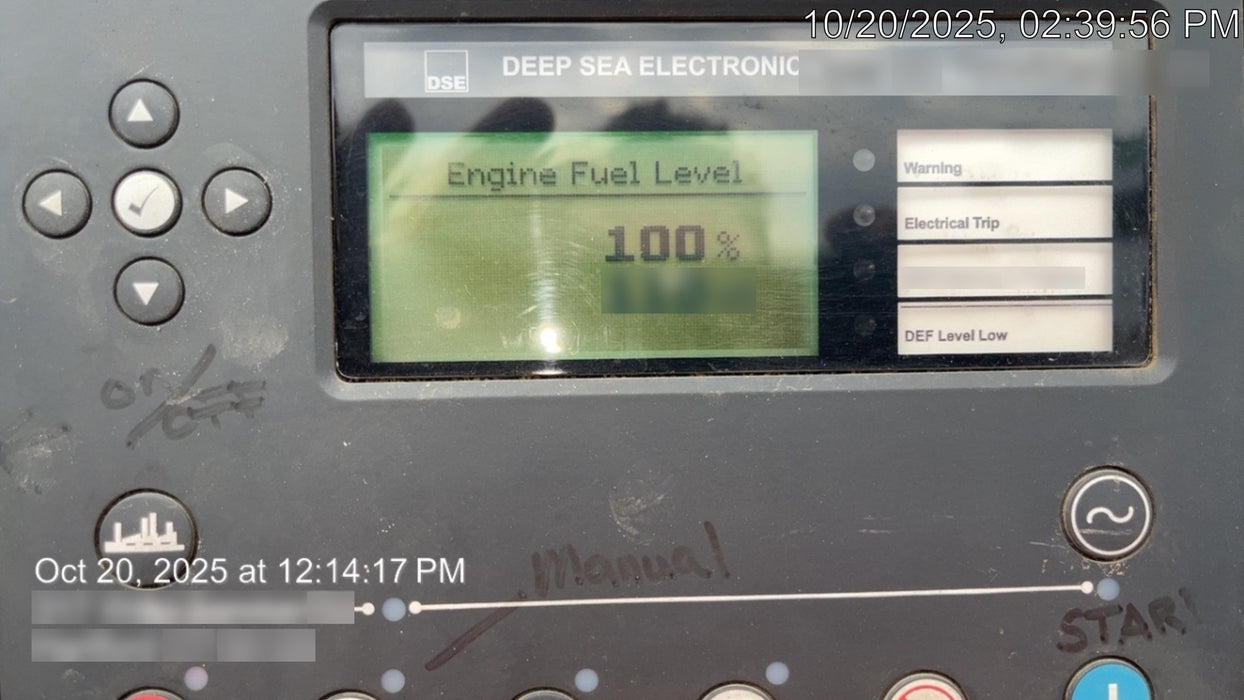 10/20/2025, 02:39:56 PM
DSE
DEEP SEA ELECTRONIC
Engine Fuel Level
100 %
Warning
Electrical Trip
DEF Level Low
on/OFF
Oct 20, 2025 at 12:14:17 PM
Manual
START